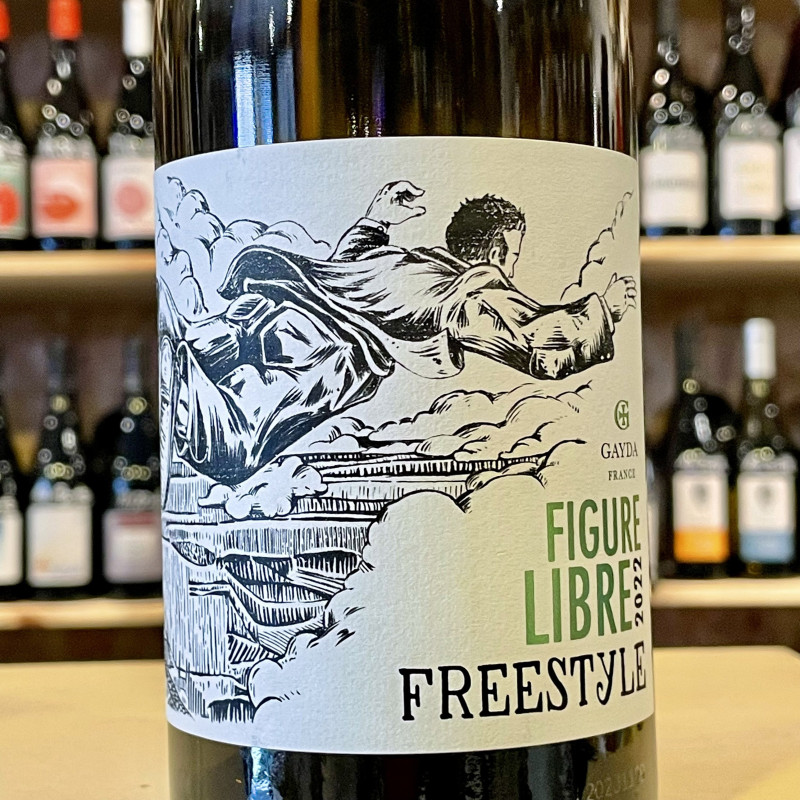 GAYDA
FRANCE
FIGURE
LIBRE
2022
FREESTYLE